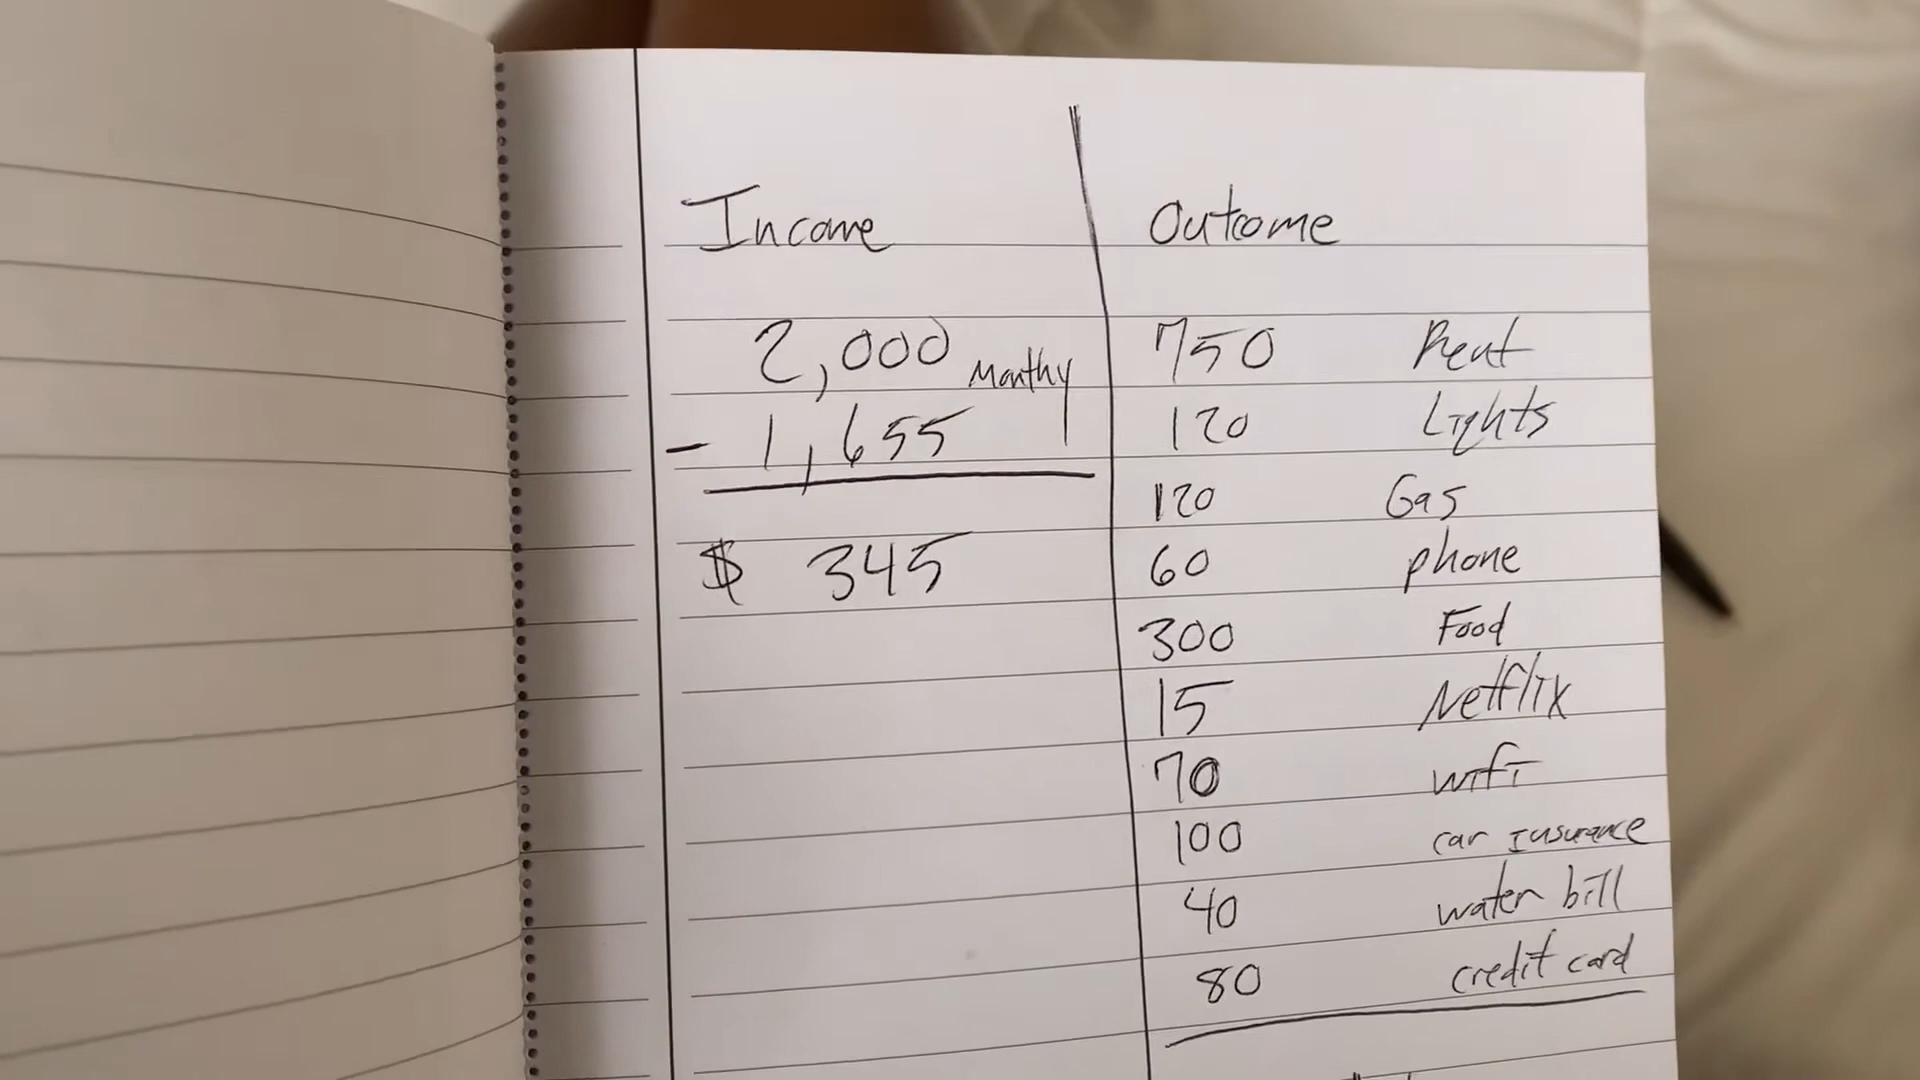 Income
2,000 Monthy
- 1,655
$ 345
Outcome
750 Rent
120 Lights
120 Gas
60 phone
300 Food
15 Netflix
70 wifi
100 car Insurance
40 water bill
80 credit card